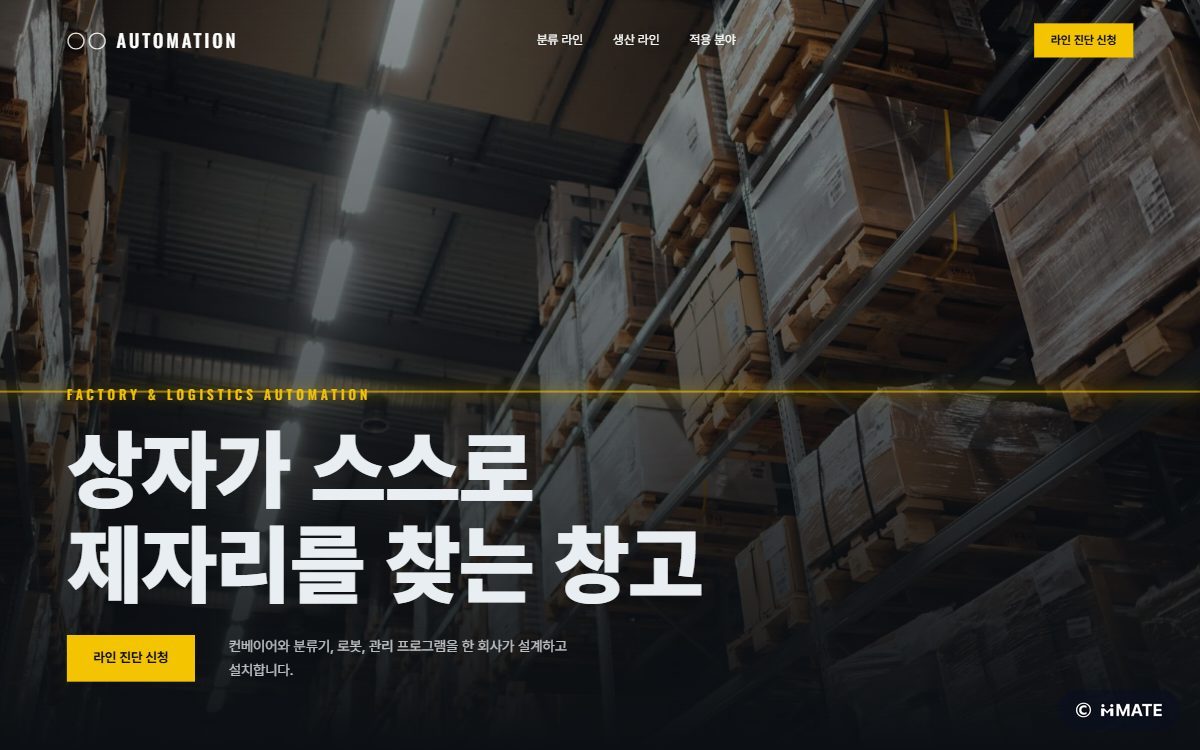 ○○ AUTOMATION
분류 라인
생산 라인
적용 분야
라인 진단 신청
FACTORY & LOGISTICS AUTOMATION
상자가 스스로
제자리를 찾는 창고
라인 진단 신청
컨베이어와 분류기, 로봇, 관리 프로그램을 한 회사가 설계하고
설치합니다.
© MMATE